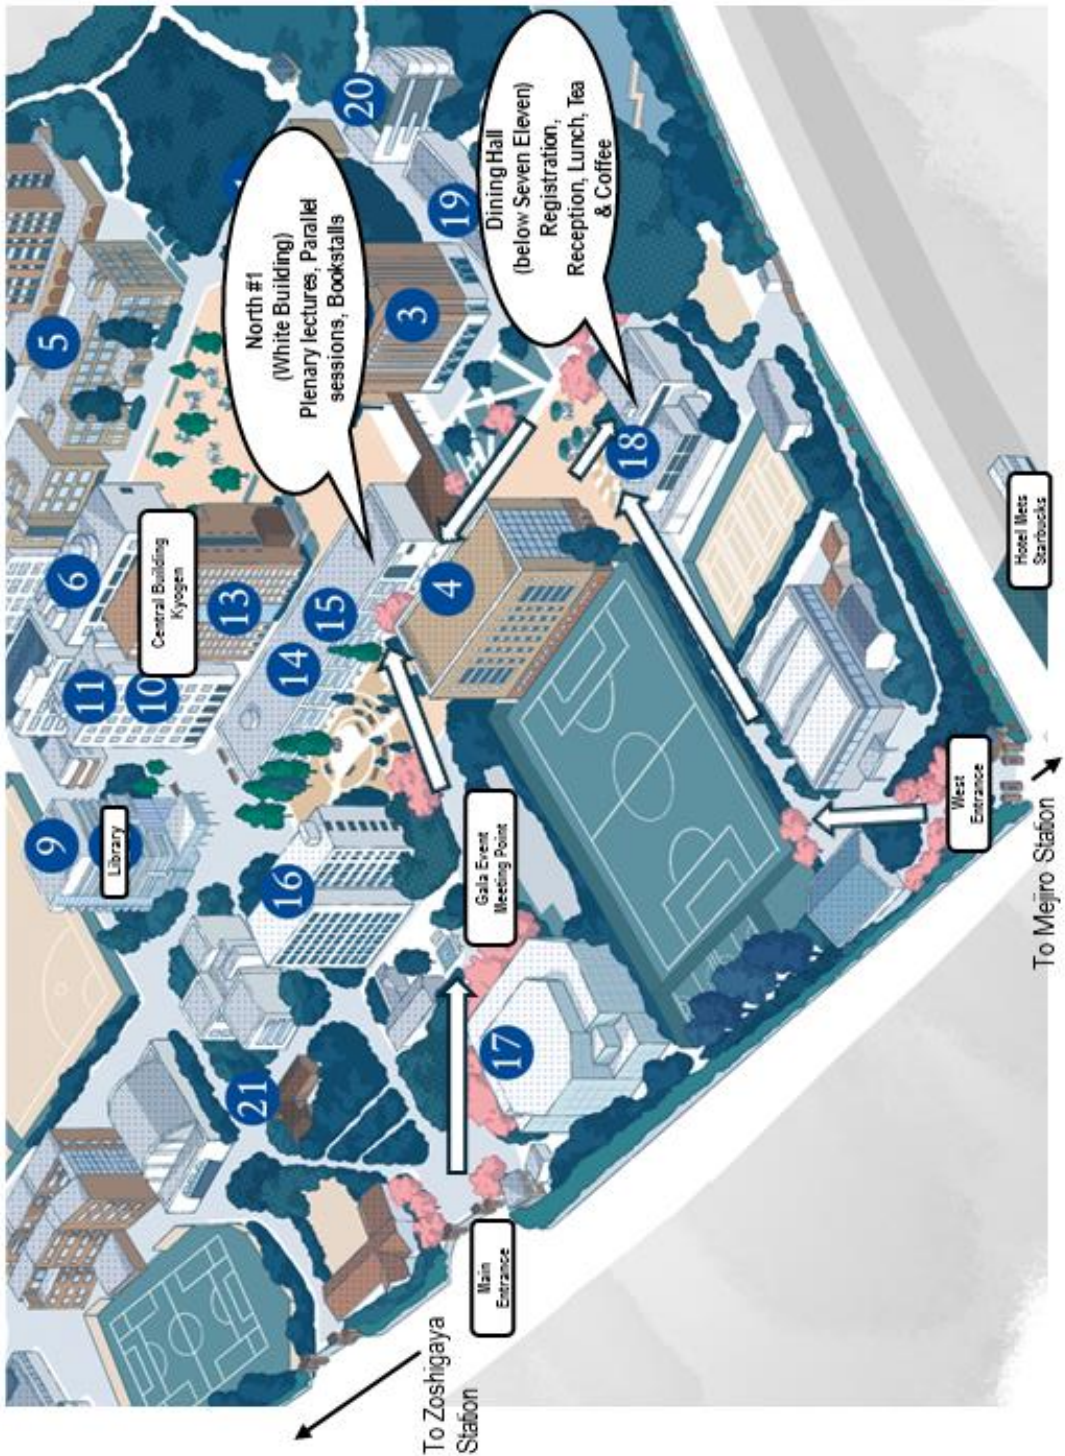 9
5
6
11
Library
10
Central Building
Kyogen
13
21
North #1
(White Building)
Plenary lectures, Parallel
sessions, Bookstalls
16
14
15
20
3
To Zoshigaya
Station
4
19
Main
Entrance
Gala Event
Meeting Point
Dining Hall
(below Seven Eleven)
Registration,
Reception, Lunch, Tea
& Coffee
17
18
West
Entrance
Hotel Mets
Starbucks
To Mejiro Station